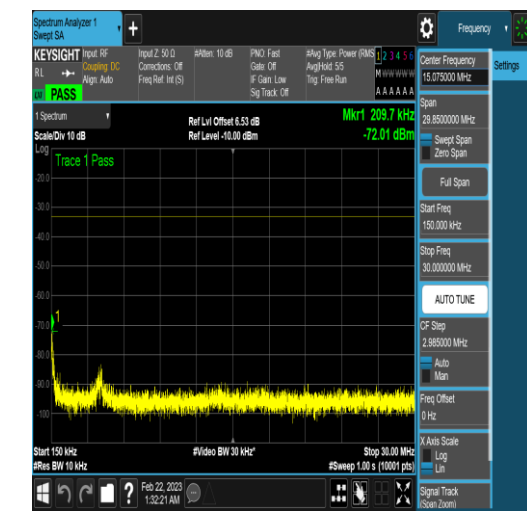 Spectrum Analyzer 1
Swept SA
Frequency
KEYSIGHT
RL
PASS
Input: RF
Coupling: DC
Align: Auto
Input Z: 50 Ω
Corrections: Off
Freq Ref: Int (S)
#Atten: 10 dB
PNO: Fast
Gate: Off
IF Gain: Low
Sig Track: Off
#Avg Type: Power (RMS
Avg|Hold: 5/5
Trig: Free Run
1 2 3 4 5 6
M W W W W W
A A A A A A
1 Spectrum
Scale/Div 10 dB
Log
Ref Lvl Offset 6.53 dB
Ref Level -10.00 dBm
Mkr1 209.7 kHz
-72.01 dBm
Trace 1 Pass
-20.0
-30.0
-40.0
-50.0
-60.0
-70.0
-80.0
-90.0
-100
1
Start 150 kHz
#Res BW 10 kHz
#Video BW 30 kHz*
Stop 30.00 MHz
#Sweep 1.00 s (10001 pts)
Feb 22, 2023
1:32:21 AM
Center Frequency
15.075000 MHz
Settings
Span
29.8500000 MHz
Swept Span
Zero Span
Full Span
Start Freq
150.000 kHz
Stop Freq
30.000000 MHz
AUTO TUNE
CF Step
2.985000 MHz
Auto
Man
Freq Offset
0 Hz
X Axis Scale
Log
Lin
Signal Track
(Span Zoom)